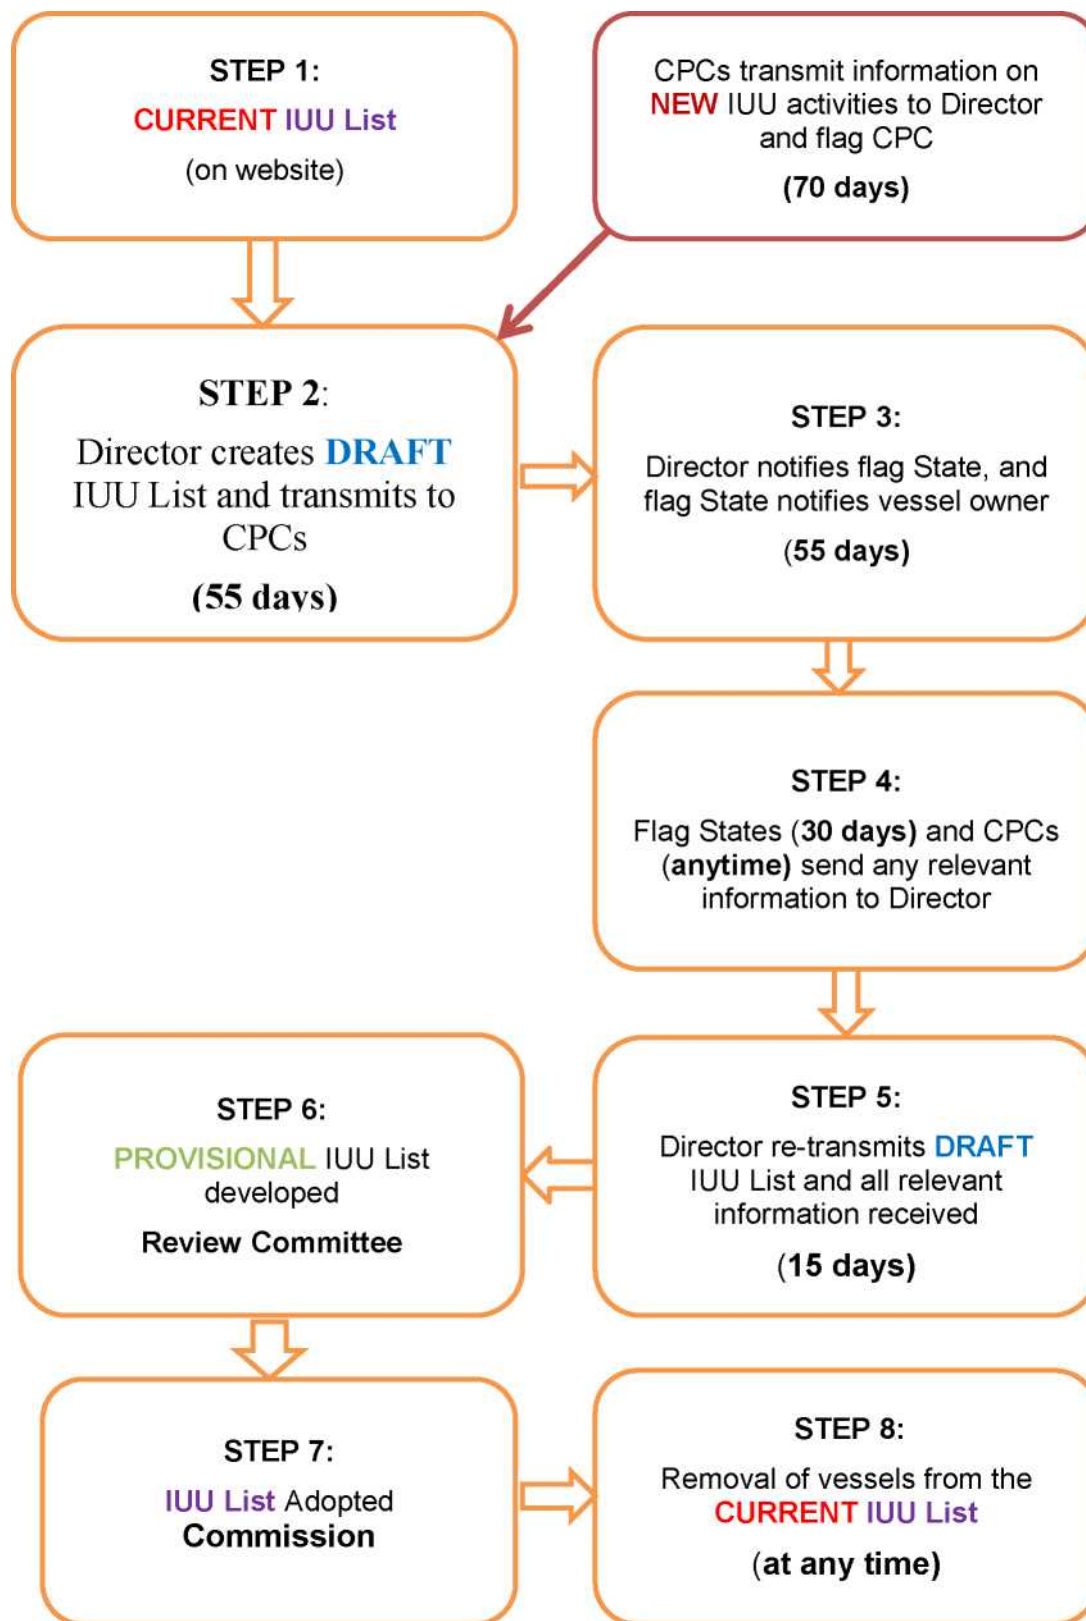 STEP 1:
CURRENT IUU List
(on website)
CPCs transmit information on
NEW IUU activities to Director
and flag CPC
(70 days)
STEP 2:
Director creates DRAFT
IUU List and transmits to
CPCs
(55 days)
STEP 3:
Director notifies flag State, and
flag State notifies vessel owner
(55 days)
STEP 4:
Flag States (30 days) and CPCs
(anytime) send any relevant
information to Director
STEP 5:
Director re-transmits DRAFT
IUU List and all relevant
information received
(15 days)
STEP 6:
PROVISIONAL IUU List
developed
Review Committee
STEP 7:
IUU List Adopted
Commission
STEP 8:
Removal of vessels from the
CURRENT IUU List
(at any time)